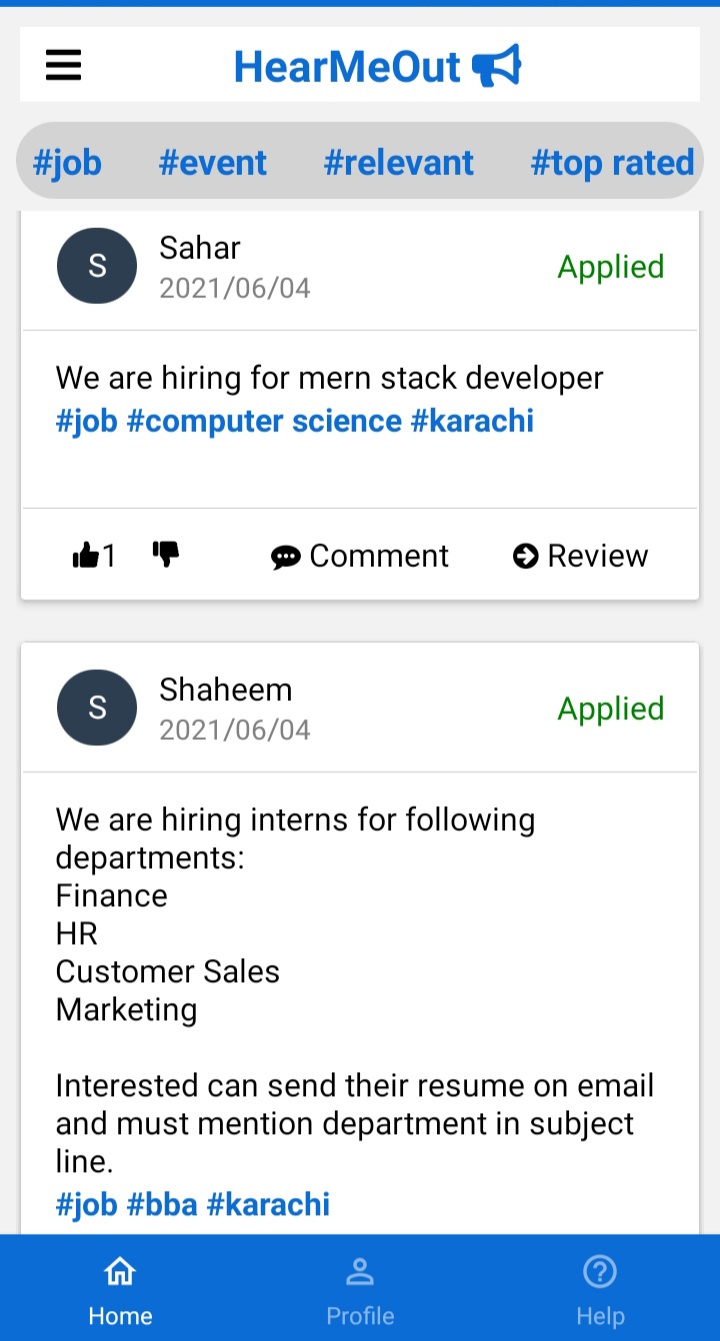 HearMeOut
#job #event #relevant #top rated
S
Sahar
2021/06/04
Applied
We are hiring for mern stack developer
#job #computer science #karachi
1 Comment Review
S
Shaheem
2021/06/04
Applied
We are hiring interns for following
departments:
Finance
HR
Customer Sales
Marketing
Interested can send their resume on email
and must mention department in subject
line.
#job #bba #karachi
Home Profile Help